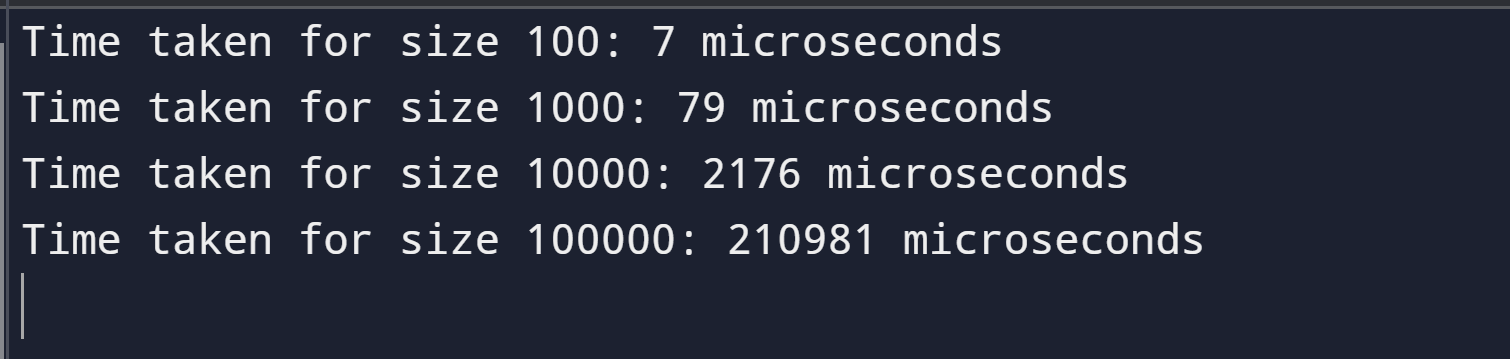 Time taken for size 100: 7 microseconds
Time taken for size 1000: 79 microseconds
Time taken for size 10000: 2176 microseconds
Time taken for size 100000: 210981 microseconds